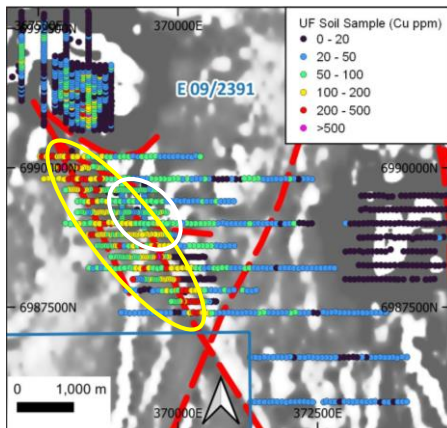 370000E
6992500N
UF Soil Sample (Cu ppm)
0 - 20
20 - 50
50 - 100
100 - 200
200 - 500
>500
E 09/2391
6990000N
6987500N
6987500N
0
1,000 m
370000E
372500E